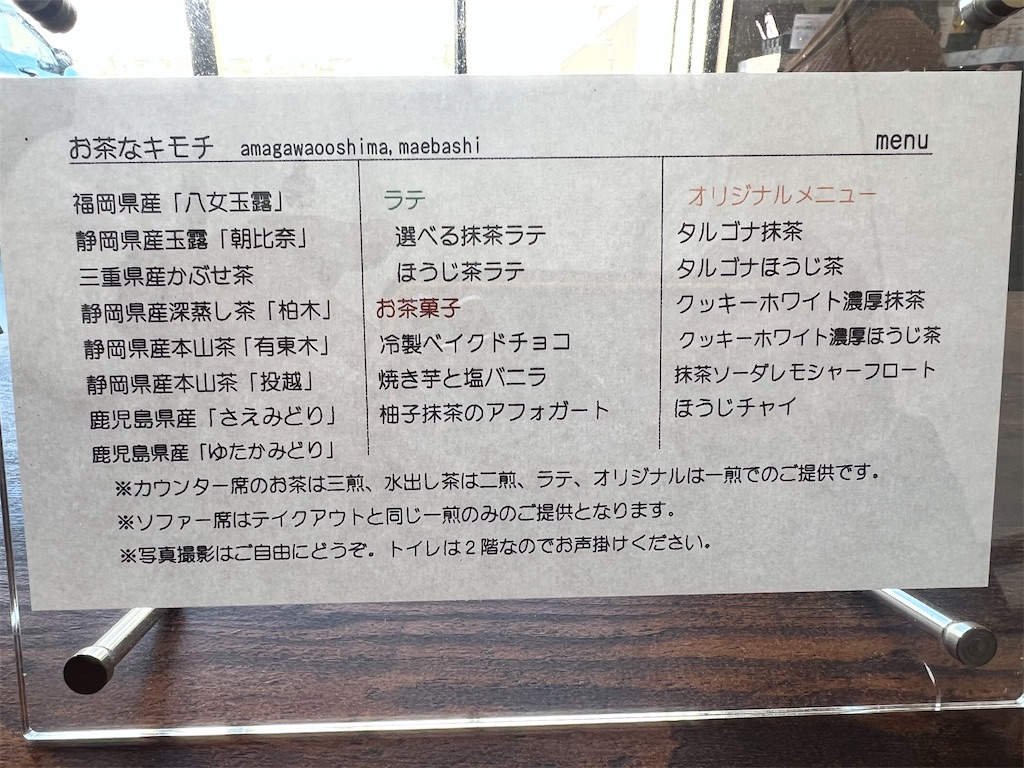 お茶なキモチ amagawaooshima,maebashi menu
福岡県産「八女玉露」
静岡県産玉露「朝比奈」
三重県産かぶせ茶
静岡県産深蒸し茶「柏木」
静岡県産本山茶「有東木」
静岡県産本山茶「投越」
鹿児島県産「さえみどり」
鹿児島県産「ゆたかみどり」
ラテ
選べる抹茶ラテ
ほうじ茶ラテ
お茶菓子
冷製ベイクドチョコ
焼き芋と塩バニラ
柚子抹茶のアフォガート
オリジナルメニュー
タルゴナ抹茶
タルゴナほうじ茶
クッキーホワイト濃厚抹茶
クッキーホワイト濃厚ほうじ茶
抹茶ソーダレモシャーフロート
ほうじチャイ
※カウンター席のお茶は三煎、水出し茶は二煎、ラテ、オリジナルは一煎でのご提供です。
※ソファー席はテイクアウトと同じ一煎のみのご提供となります。
※写真撮影はご自由にどうぞ。トイレは2階なのでお声掛けください。